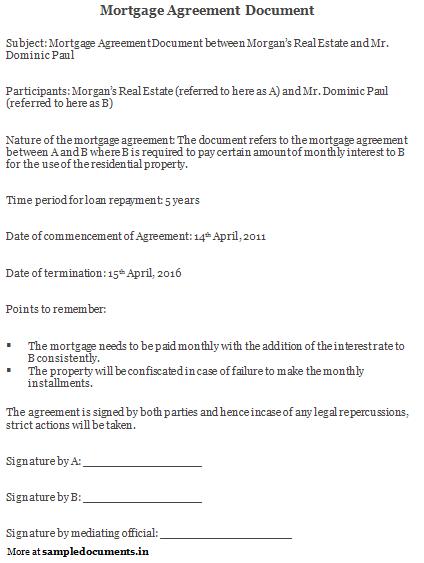 Mortgage Agreement Document
Subject: Mortgage Agreement Document between Morgan's Real Estate and Mr.
Dominic Paul
Participants: Morgan's Real Estate (referred to here as A) and Mr. Dominic Paul
(referred to here as B)
Nature of the mortgage agreement: The document refers to the mortgage agreement
between A and B where B is required to pay certain amount of monthly interest to B
for the use of the residential property.
Time period for loan repayment: 5 years
Date of commencement of Agreement: 14th April, 2011
Date of termination: 15th April, 2016
Points to remember:
▪ The mortgage needs to be paid monthly with the addition of the interest rate to
B consistently.
▪ The property will be confiscated in case of failure to make the monthly
installments.
The agreement is signed by both parties and hence incase of any legal repercussions,
strict actions will be taken.
Signature by A: ____________________
Signature by B: ____________________
Signature by mediating official: ______________________
More at sampledocuments.in